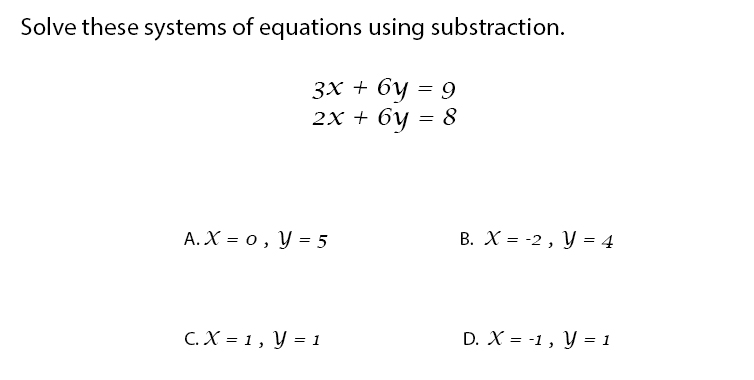 Solve these systems of equations using substraction.
3x + 6y = 9
2x + 6y = 8
A. X = 0 , y = 5
B. X = -2 , y = 4
C. X = 1 , y = 1
D. X = -1 , y = 1